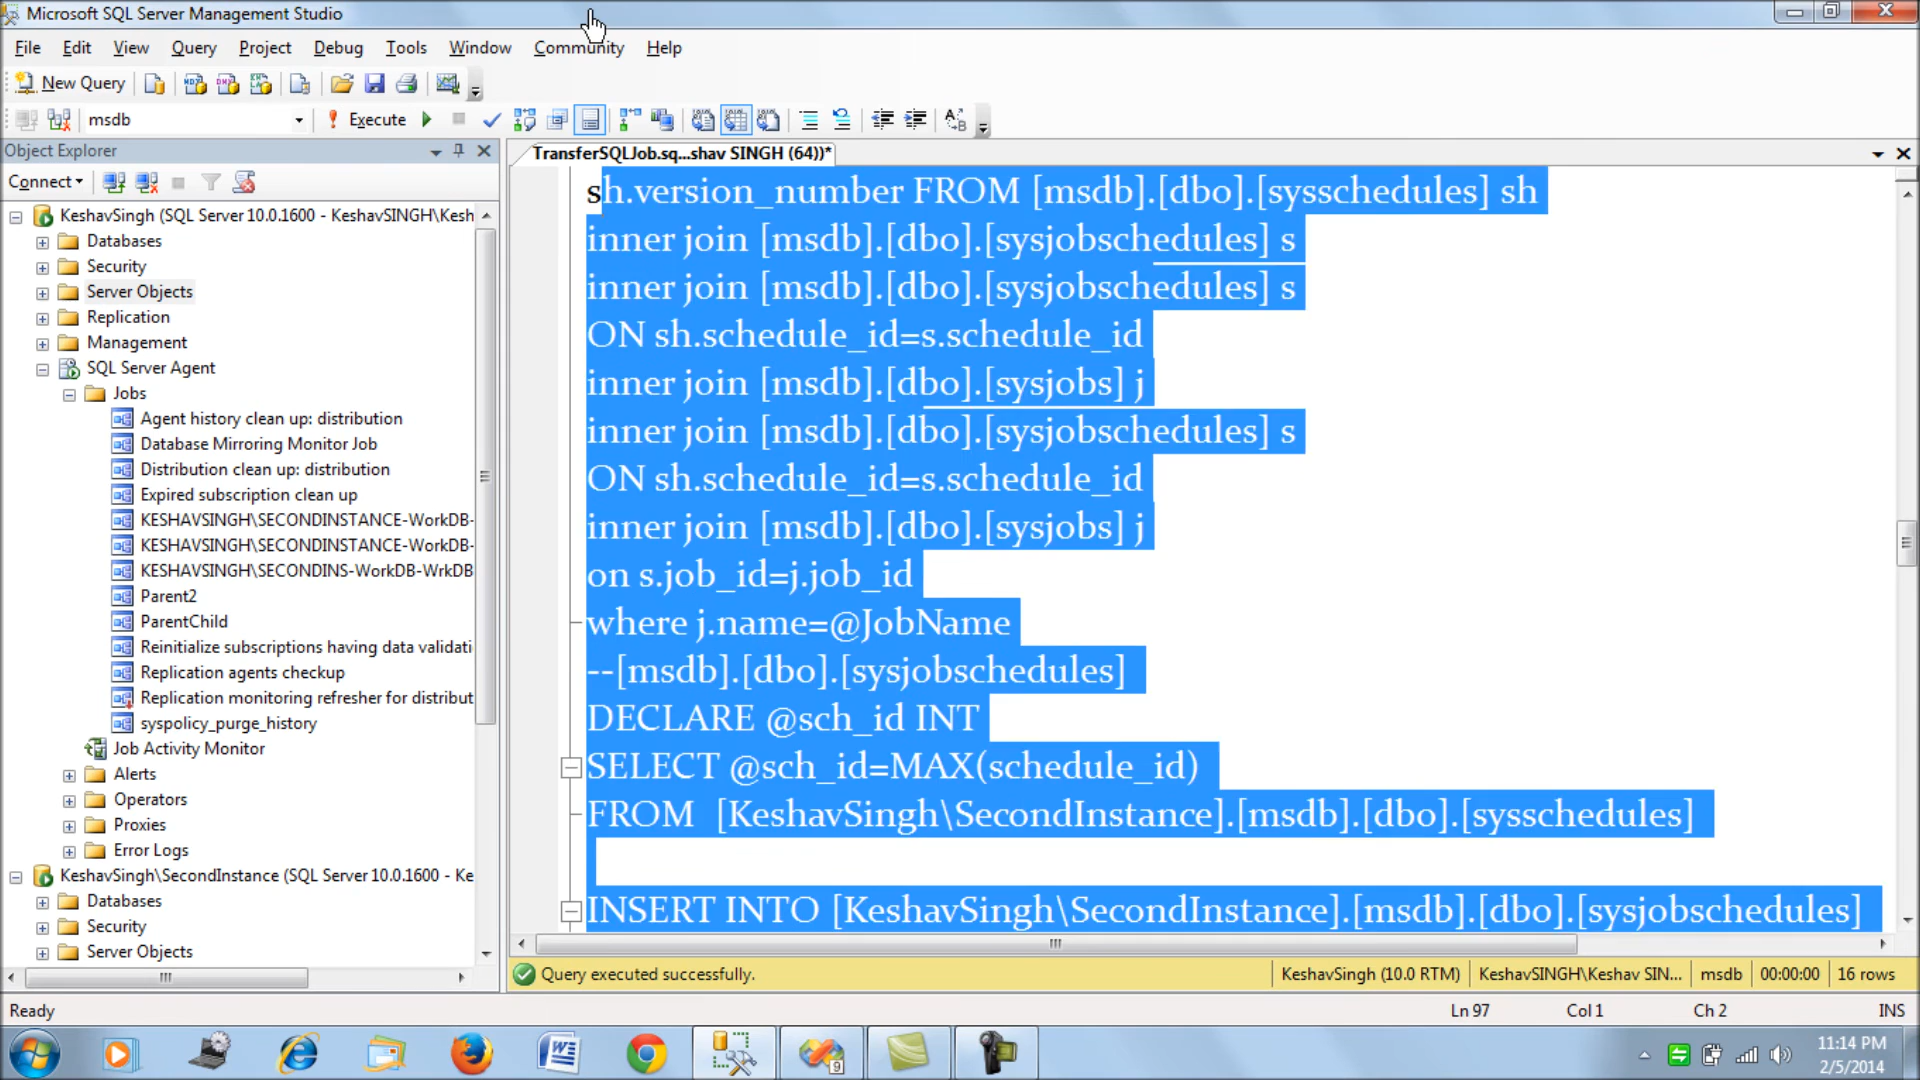 Microsoft SQL Server Management Studio
File Edit View Query Project Debug Tools Window Community Help
New Query
msdb Execute
Object Explorer
TransferSQLJob.sq...shav SINGH (64))*
Connect
KeshavSingh (SQL Server 10.0.1600 - KeshavSINGH\Kesh
Databases
Security
Server Objects
Replication
Management
SQL Server Agent
Jobs
Agent history clean up: distribution
Database Mirroring Monitor Job
Distribution clean up: distribution
Expired subscription clean up
KESHAVSINGH\SECONDINSTANCE-WorkDB-
KESHAVSINGH\SECONDINSTANCE-WorkDB-
KESHAVSINGH\SECONDINS-WorkDB-WrkDB
Parent2
ParentChild
Reinitialize subscriptions having data validati
Replication agents checkup
Replication monitoring refresher for distribut
syspolicy_purge_history
Job Activity Monitor
Alerts
Operators
Proxies
Error Logs
KeshavSingh\SecondInstance (SQL Server 10.0.1600 - Ke
Databases
Security
Server Objects
sh.version_number FROM [msdb].[dbo].[sysschedules] sh
inner join [msdb].[dbo].[sysjobschedules] s
inner join [msdb].[dbo].[sysjobschedules] s
ON sh.schedule_id=s.schedule_id
inner join [msdb].[dbo].[sysjobs] j
inner join [msdb].[dbo].[sysjobschedules] s
ON sh.schedule_id=s.schedule_id
inner join [msdb].[dbo].[sysjobs] j
on s.job_id=j.job_id
where j.name=@JobName
--[msdb].[dbo].[sysjobschedules]
DECLARE @sch_id INT
SELECT @sch_id=MAX(schedule_id)
FROM  [KeshavSingh\SecondInstance].[msdb].[dbo].[sysschedules]
INSERT INTO [KeshavSingh\SecondInstance].[msdb].[dbo].[sysjobschedules]
Query executed successfully. KeshavSingh (10.0 RTM) KeshavSINGH\Keshav SIN... msdb 00:00:00 16 rows
Ready Ln 97 Col 1 Ch 2 INS
11:14 PM
2/5/2014